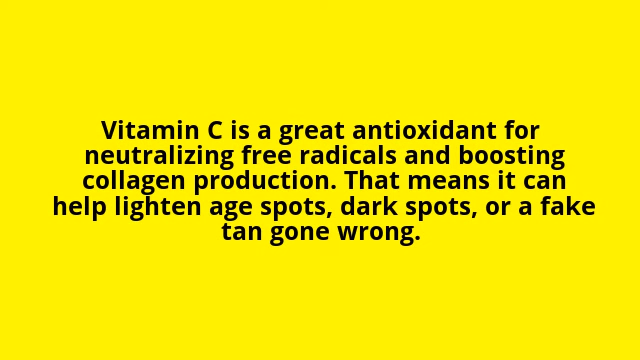 Vitamin C is a great antioxidant for
neutralizing free radicals and boosting
collagen production. That means it can
help lighten age spots, dark spots, or a fake
tan gone wrong.